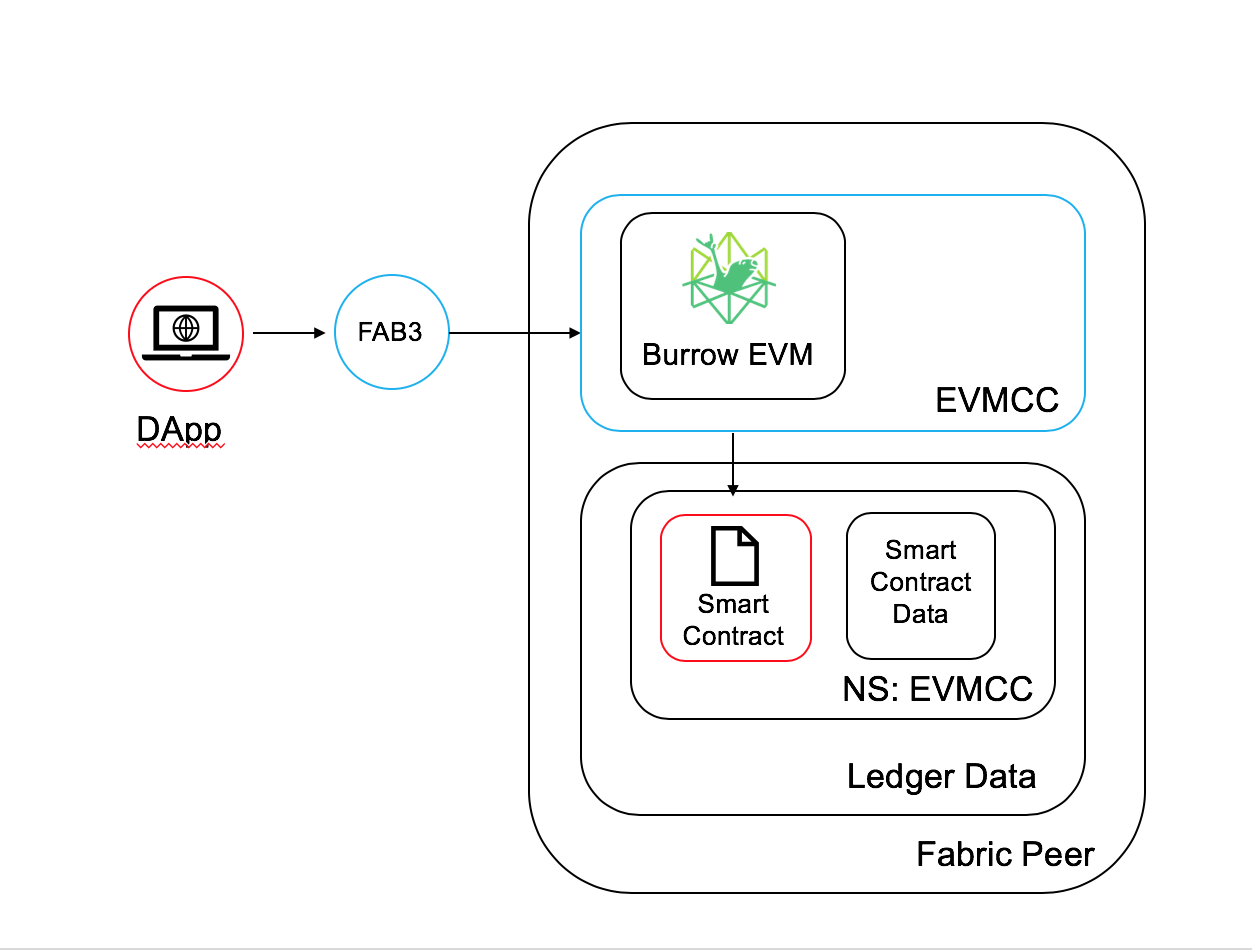 DApp
FAB3
Burrow EVM
EVMCC
Smart
Contract
Smart
Contract
Data
NS: EVMCC
Ledger Data
Fabric Peer